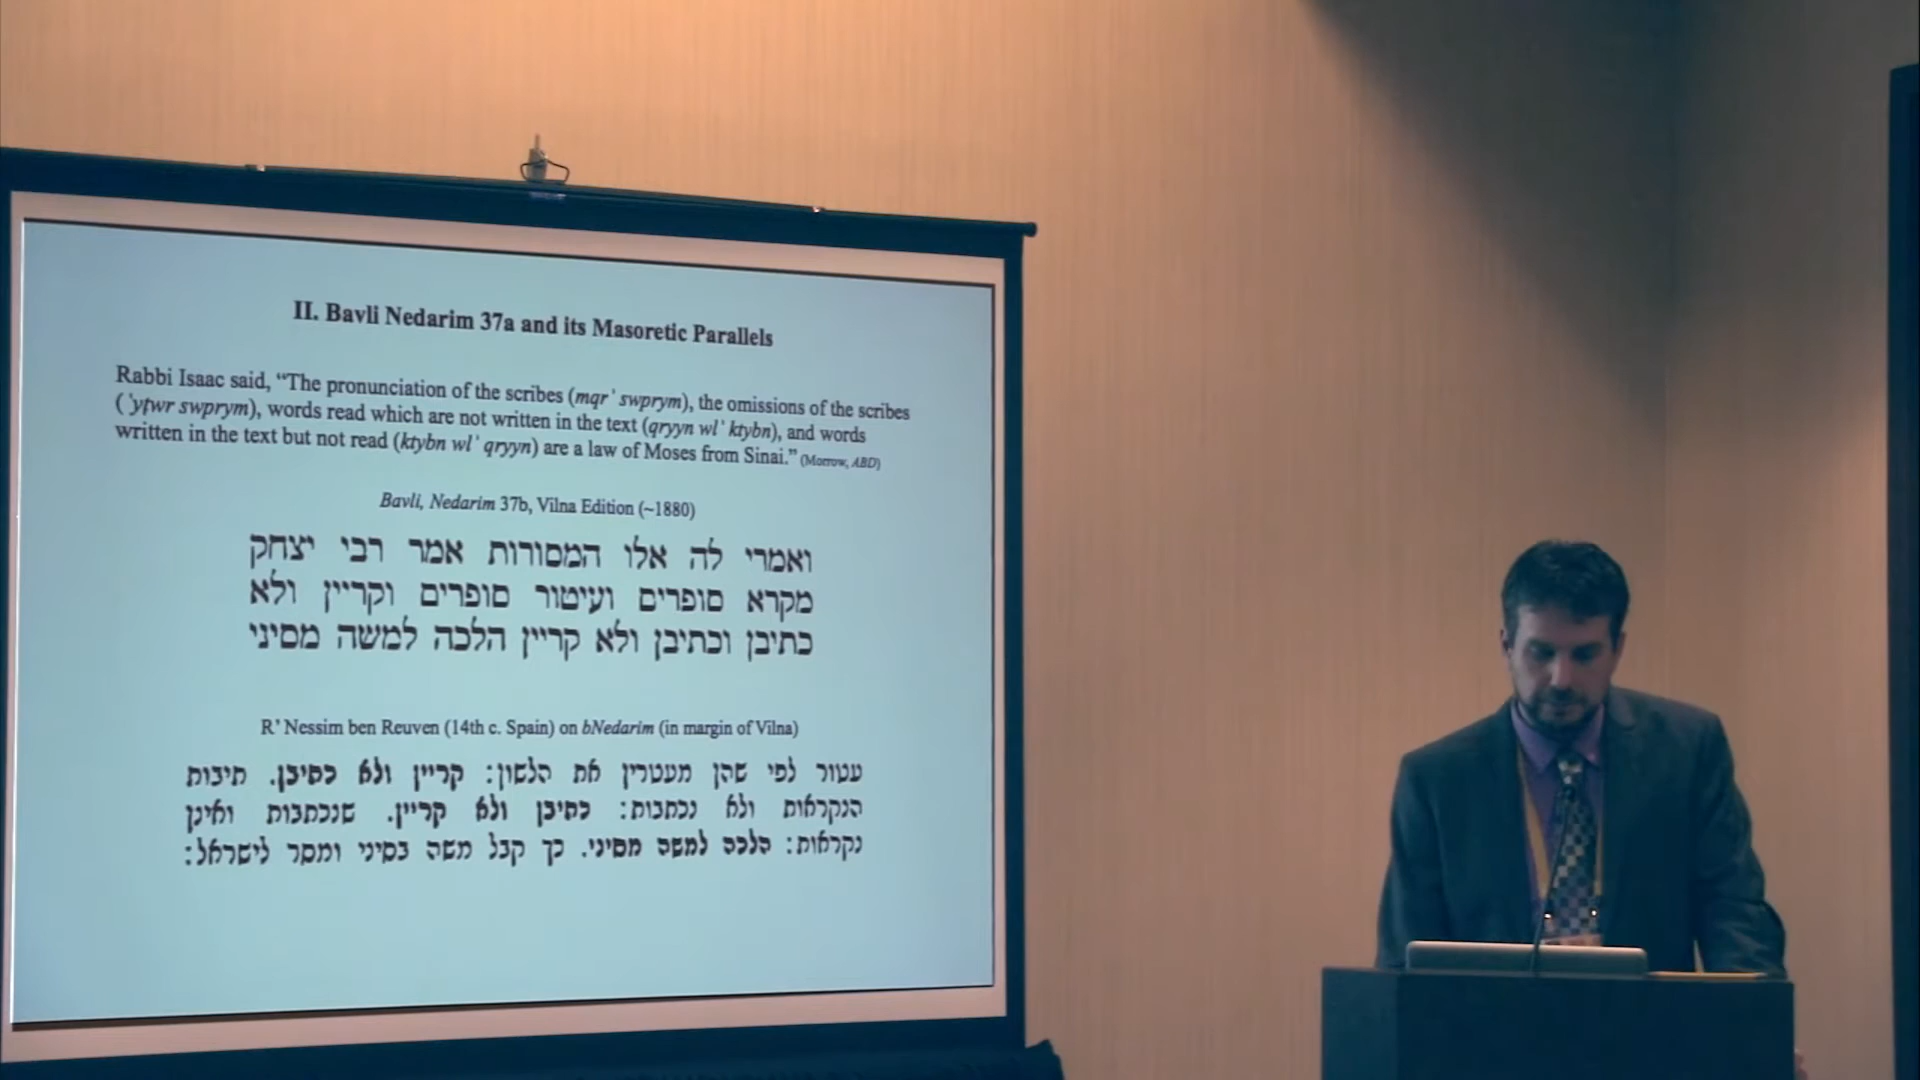 II. Bavli Nedarim 37a and its Masoretic Parallels
Rabbi Isaac said, “The pronunciation of the scribes (mqr' swprym), the omissions of the scribes
('yṭwr swprym), words read which are not written in the text (qryyn wl' ktybn), and words
written in the text but not read (ktybn wl' qryyn) are a law of Moses from Sinai.” (Morrow, ABD)
Bavli, Nedarim 37b, Vilna Edition (~1880)
ואמרי לה אלו המסורות אמר רבי יצחק
מקרא סופרים ועיטור סופרים וקריין ולא
כתיבן וכתיבן ולא קריין הלכה למשה מסיני
R’ Nessim ben Reuven (14th c. Spain) on bNedarim (in margin of Vilna)
עטור לפי שהן מעטרין את הלשון: קריין ולא כתיבן. תיבות
הנקראות ולא נכתבות: כתיבן ולא קריין. שנכתבות ואינן
נקראות: הלכה למשה מסיני. כך קבל משה בסיני ומסר לישראל: